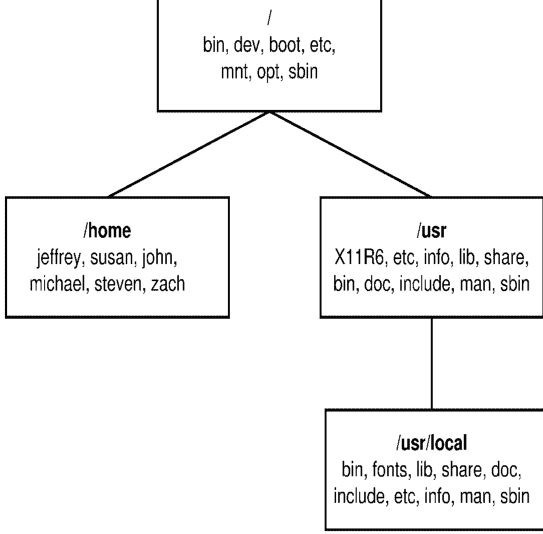 /
bin, dev, boot, etc,
mnt, opt, sbin
/home
jeffrey, susan, john,
michael, steven, zach
/usr
X11R6, etc, info, lib, share,
bin, doc, include, man, sbin
/usr/local
bin, fonts, lib, share, doc,
include, etc, info, man, sbin